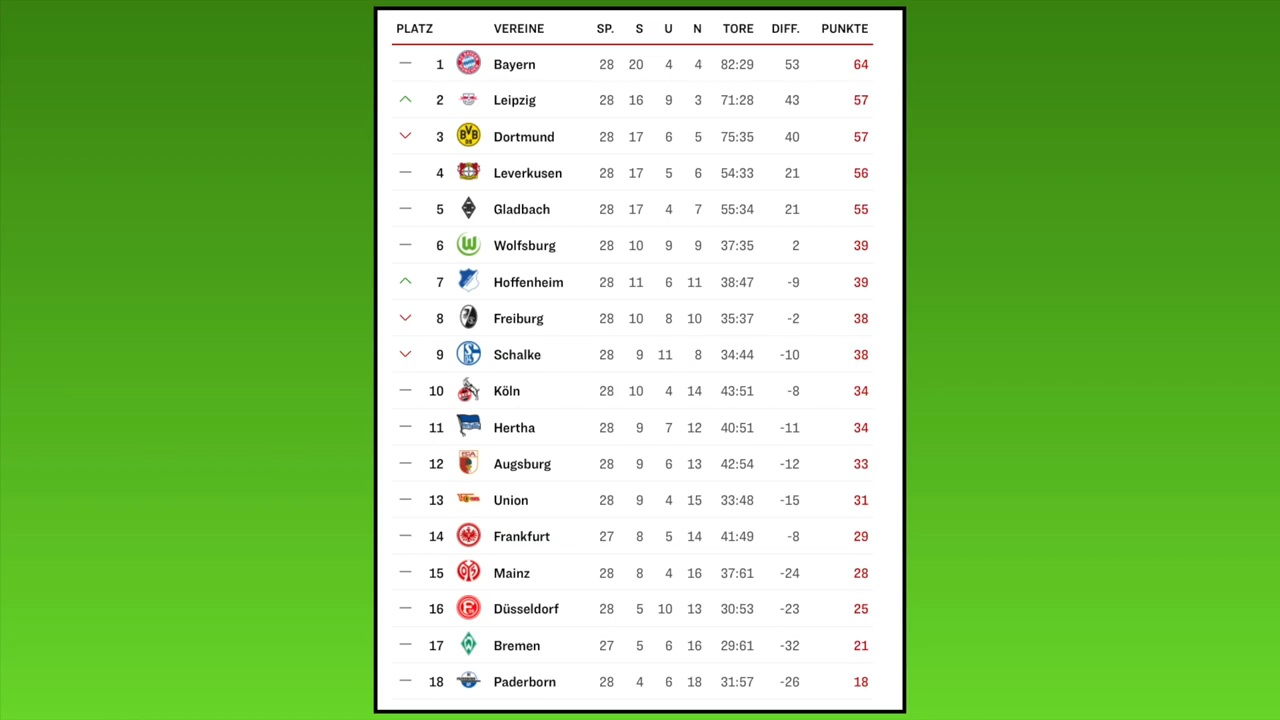 PLATZ VEREINE SP. S U N TORE DIFF. PUNKTE
1 Bayern 28 20 4 4 82:29 53 64
2 Leipzig 28 16 9 3 71:28 43 57
3 BVB 09 Dortmund 28 17 6 5 75:35 40 57
4 Leverkusen 28 17 5 6 54:33 21 56
5 Gladbach 28 17 4 7 55:34 21 55
6 W Wolfsburg 28 10 9 9 37:35 2 39
7 Hoffenheim 28 11 6 11 38:47 -9 39
8 Freiburg 28 10 8 10 35:37 -2 38
9 Schalke 28 9 11 8 34:44 -10 38
10 Köln 28 10 4 14 43:51 -8 34
11 Hertha 28 9 7 12 40:51 -11 34
12 FCA Augsburg 28 9 6 13 42:54 -12 33
13 Union 28 9 4 15 33:48 -15 31
14 Frankfurt 27 8 5 14 41:49 -8 29
15 Mainz 28 8 4 16 37:61 -24 28
16 Düsseldorf 28 5 10 13 30:53 -23 25
17 W Bremen 27 5 6 16 29:61 -32 21
18 Paderborn 28 4 6 18 31:57 -26 18